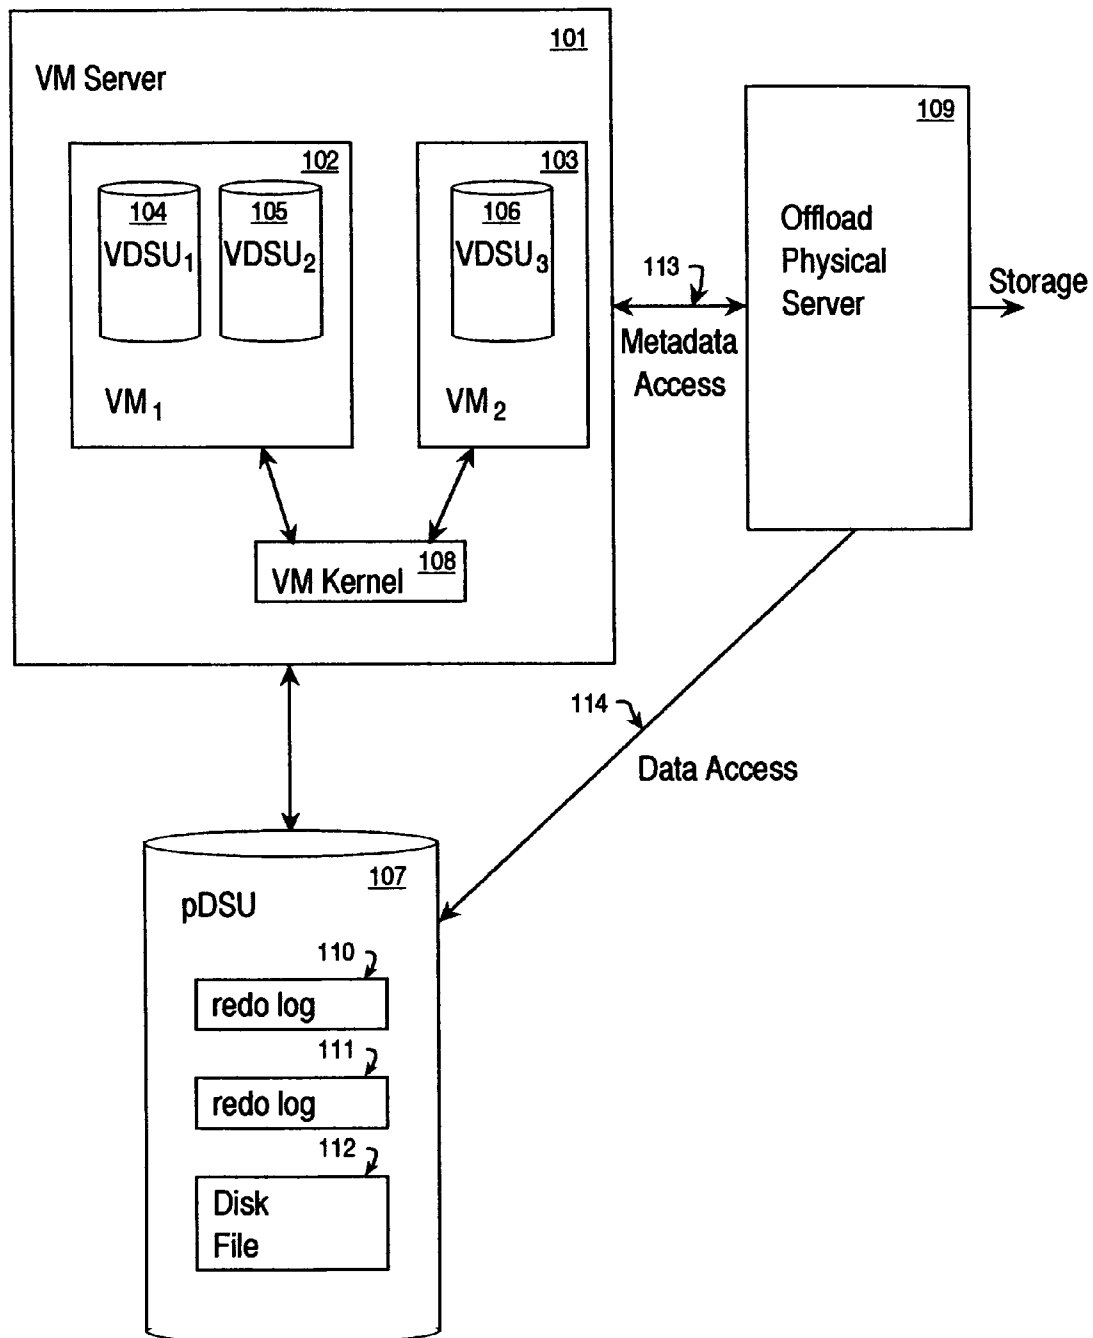 101
VM Server
109
102
103
104
VDSU₁
105
VDSU₂
106
VDSU₃
VM₁
VM₂
Offload
Physical
Server
113
Metadata
Access
Storage
108
VM Kernel
114
Data Access
107
pDSU
110
redo log
111
redo log
112
Disk
File